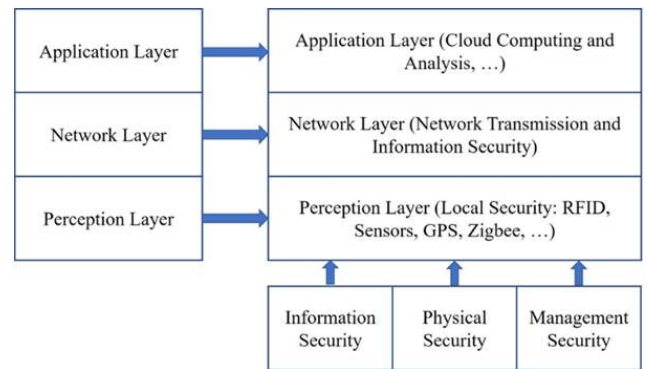 Application Layer
Application Layer (Cloud Computing and
Analysis, …)
Network Layer
Network Layer (Network Transmission and
Information Security)
Perception Layer
Perception Layer (Local Security: RFID,
Sensors, GPS, Zigbee, …)
Information
Security
Physical
Security
Management
Security